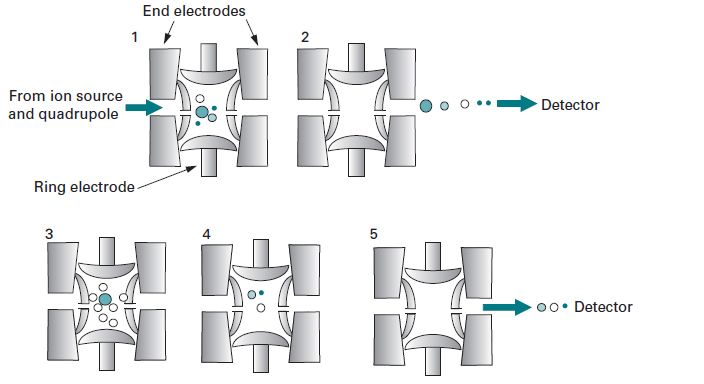 End electrodes
1
2
From ion source
and quadrupole
Detector
Ring electrode
3
4
5
Detector